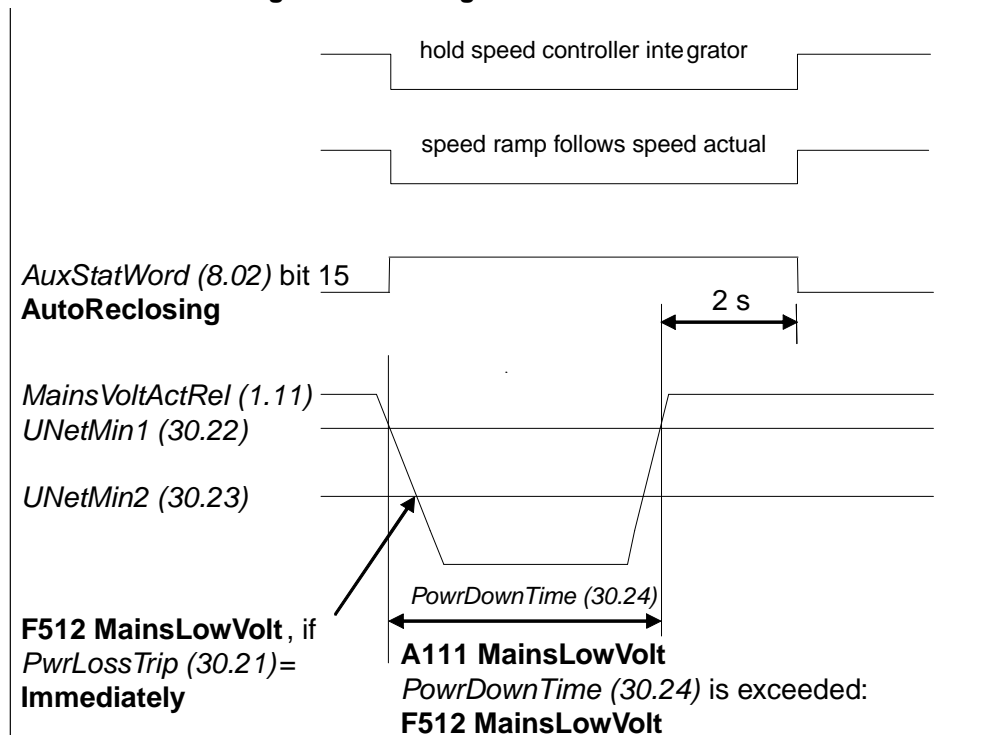 hold speed controller integrator
speed ramp follows speed actual
AuxStatWord (8.02) bit 15
AutoReclosing
2 s
MainsVoltActRel (1.11)
UNetMin1 (30.22)
UNetMin2 (30.23)
PowrDownTime (30.24)
F512 MainsLowVolt, if
PwrLossTrip (30.21)=
Immediately
A111 MainsLowVolt
PowrDownTime (30.24) is exceeded:
F512 MainsLowVolt